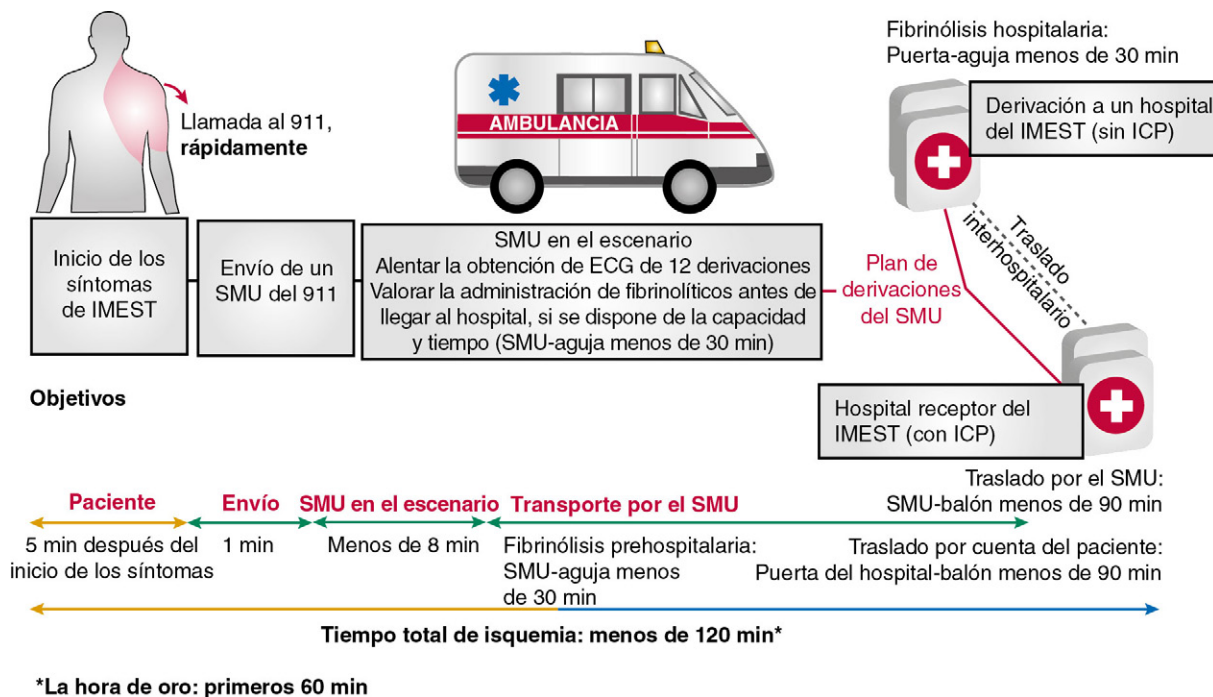 Llamada al 911,
rápidamente
AMBULANCIA
Fibrinólisis hospitalaria:
Puerta-aguja menos de 30 min
Derivación a un hospital
del IMEST (sin ICP)
Inicio de los
síntomas
de IMEST
Envío de un
SMU del 911
SMU en el escenario
Alentar la obtención de ECG de 12 derivaciones
Valorar la administración de fibrinolíticos antes de
llegar al hospital, si se dispone de la capacidad
y tiempo (SMU-aguja menos de 30 min)
Plan de
derivaciones
del SMU
Traslado
interhospitalario
Hospital receptor del
IMEST (con ICP)
Objetivos
Paciente
Envío
SMU en el escenario
Transporte por el SMU
Traslado por el SMU:
SMU-balón menos de 90 min
5 min después del
inicio de los síntomas
1 min
Menos de 8 min
Fibrinólisis prehospitalaria:
SMU-aguja menos
de 30 min
Traslado por cuenta del paciente:
Puerta del hospital-balón menos de 90 min
Tiempo total de isquemia: menos de 120 min*
*La hora de oro: primeros 60 min